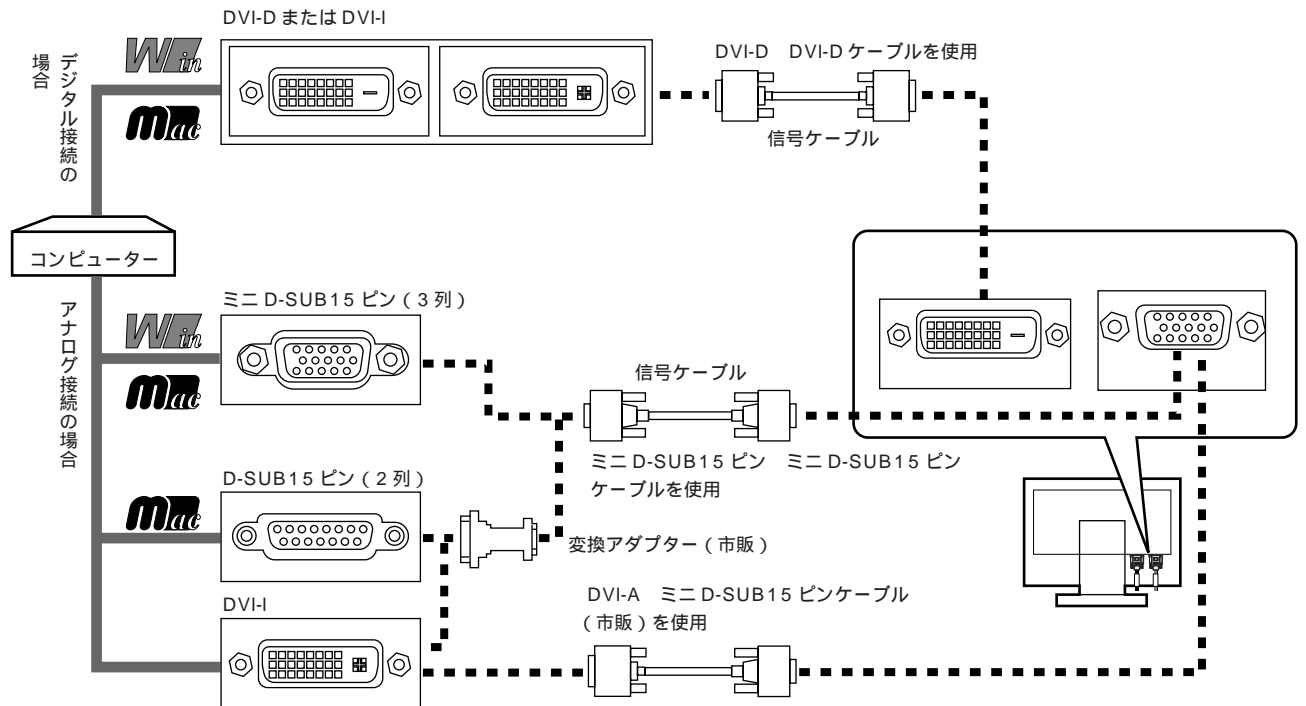 DVI-D または DVI-I
Win
Mac
デジタル接続の
場合
DVI-D　DVI-D ケーブルを使用
信号ケーブル
コンピューター
アナログ接続の場合
ミニ D-SUB15 ピン（3 列）
Win
Mac
信号ケーブル
ミニ D-SUB15 ピン　ミニ D-SUB15 ピン
ケーブルを使用
D-SUB15 ピン（2 列）
Mac
変換アダプター（市販）
DVI-I
DVI-A　ミニ D-SUB15 ピンケーブル
（市販）を使用